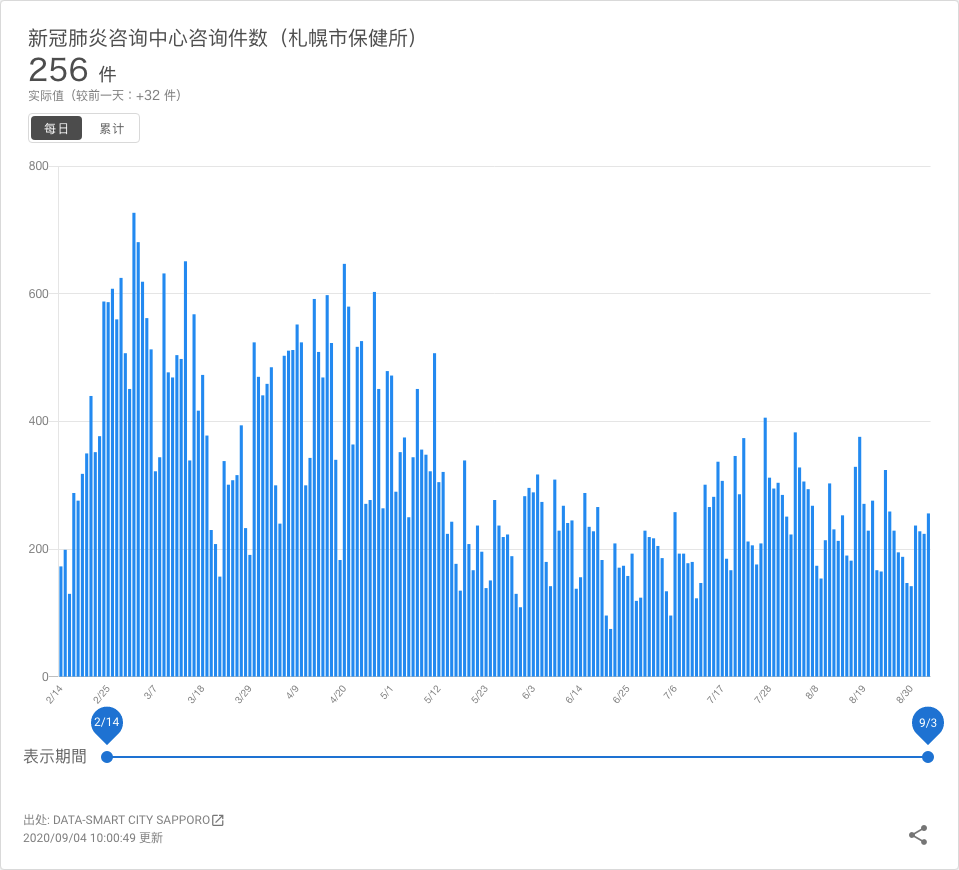 新冠肺炎咨询中心咨询件数（札幌市保健所）
256 件
实际值（较前一天：+32 件）
每日 累计
800
600
400
200
0
2/14 2/25 3/7 3/18 3/29 4/9 4/20 5/1 5/12 5/23 6/3 6/14 6/25 7/6 7/17 7/28 8/8 8/19 8/30
2/14 9/3
表示期間
出处: DATA-SMART CITY SAPPORO
2020/09/04 10:00:49 更新